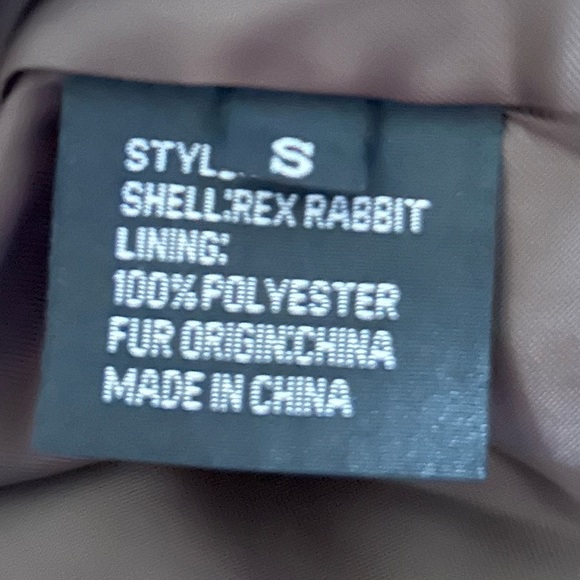 STYL
S
SHELL:REX RABBIT
LINING:
100% POLYESTER
FUR ORIGIN:CHINA
MADE IN CHINA